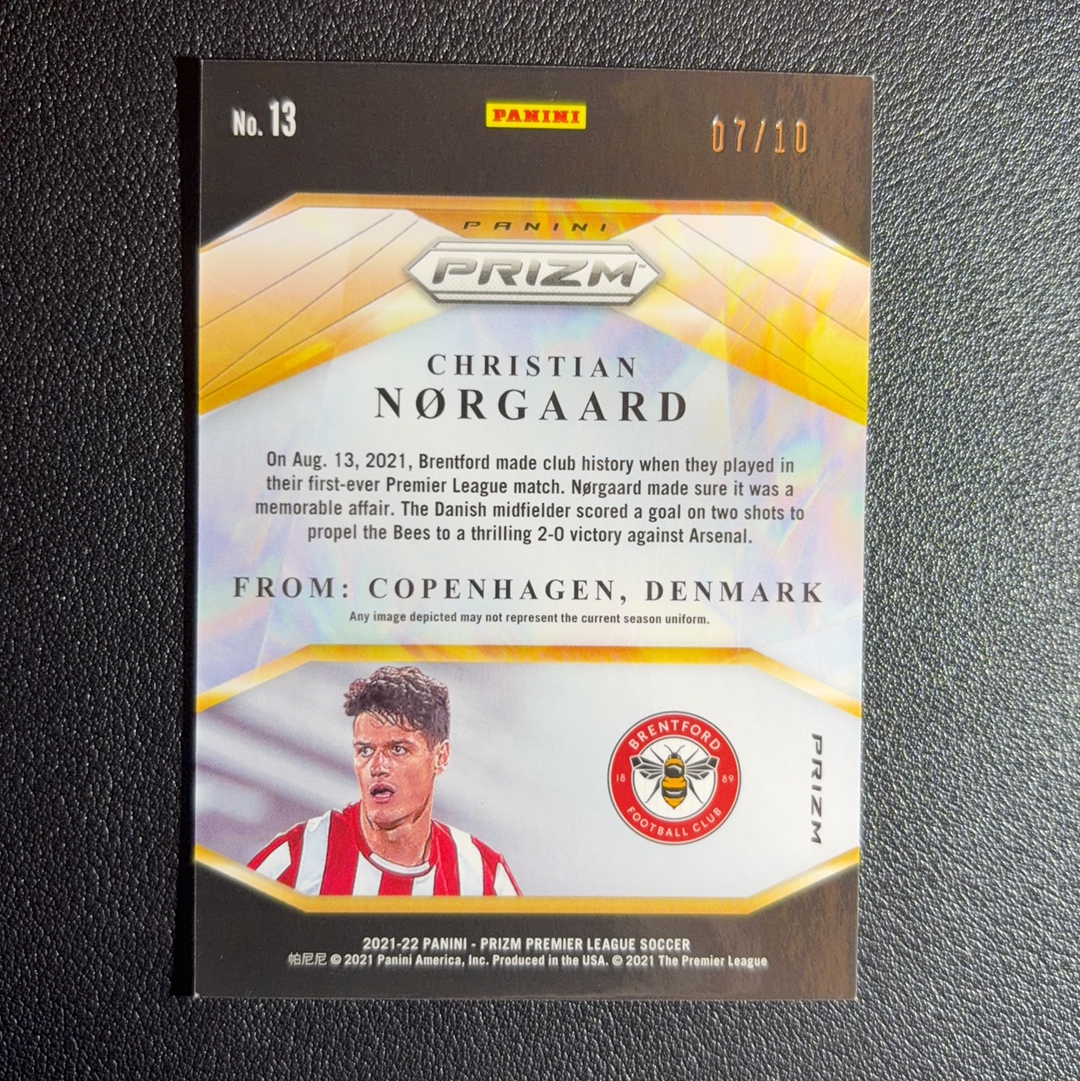 No. 13
PANINI
07/10
PANINI
PRIZM™
CHRISTIAN
NØRGAARD
On Aug. 13, 2021, Brentford made club history when they played in
their first-ever Premier League match. Nørgaard made sure it was a
memorable affair. The Danish midfielder scored a goal on two shots to
propel the Bees to a thrilling 2-0 victory against Arsenal.
FROM: COPENHAGEN, DENMARK
Any image depicted may not represent the current season uniform.
BRENTFORD
18 89
FOOTBALL CLUB
PRIZM
2021-22 PANINI - PRIZM PREMIER LEAGUE SOCCER
帕尼尼 © 2021 Panini America, Inc. Produced in the USA. © 2021 The Premier League